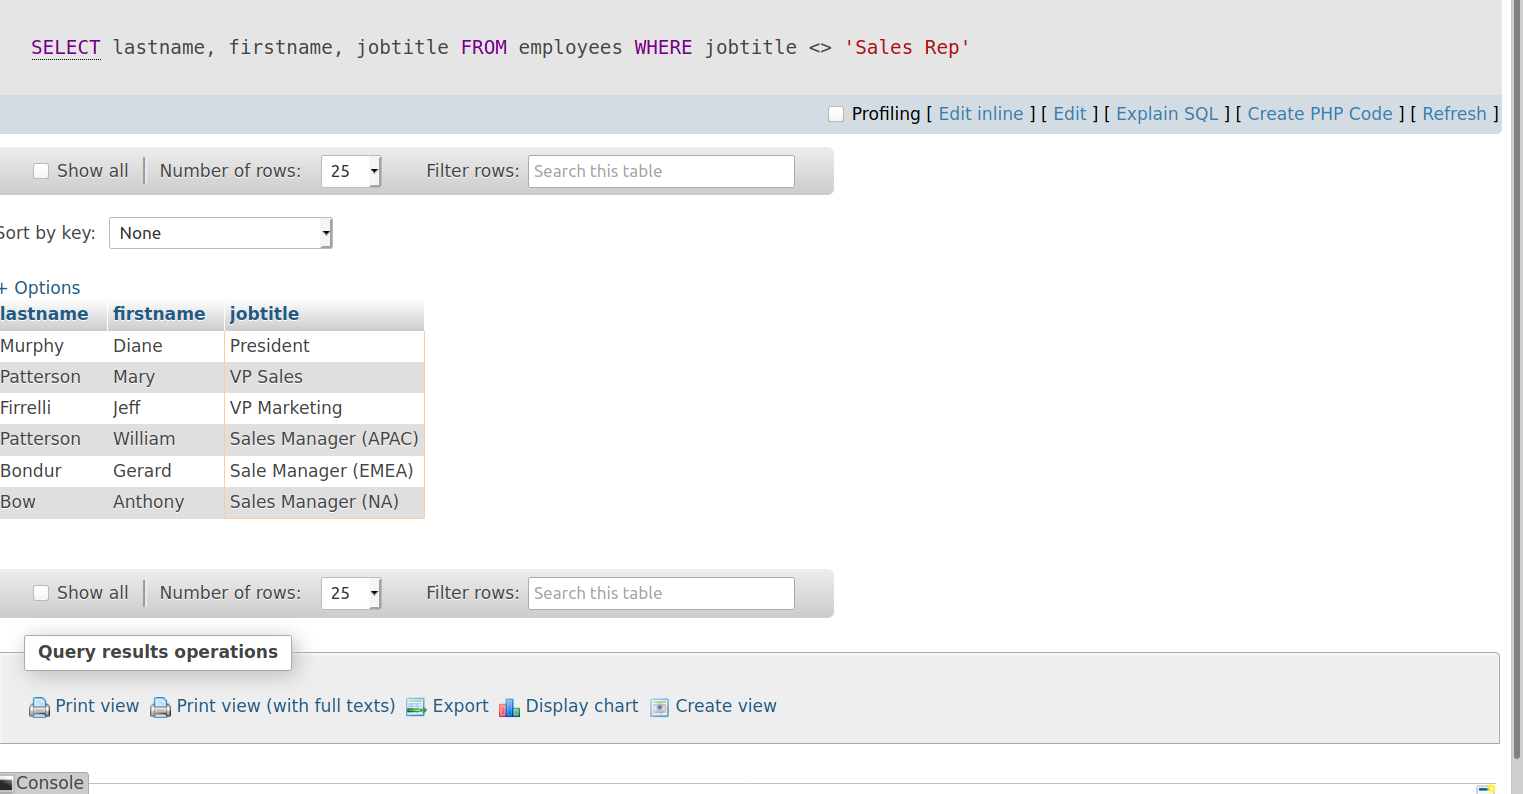 SELECT lastname, firstname, jobtitle FROM employees WHERE jobtitle <> 'Sales Rep'
Profiling [ Edit inline ] [ Edit ] [ Explain SQL ] [ Create PHP Code ] [ Refresh ]
Show all Number of rows: 25 Filter rows: Search this table
Sort by key: None
+ Options
lastname firstname jobtitle
Murphy Diane President
Patterson Mary VP Sales
Firrelli Jeff VP Marketing
Patterson William Sales Manager (APAC)
Bondur Gerard Sale Manager (EMEA)
Bow Anthony Sales Manager (NA)
Show all Number of rows: 25 Filter rows: Search this table
Query results operations
Print view Print view (with full texts) Export Display chart Create view
Console